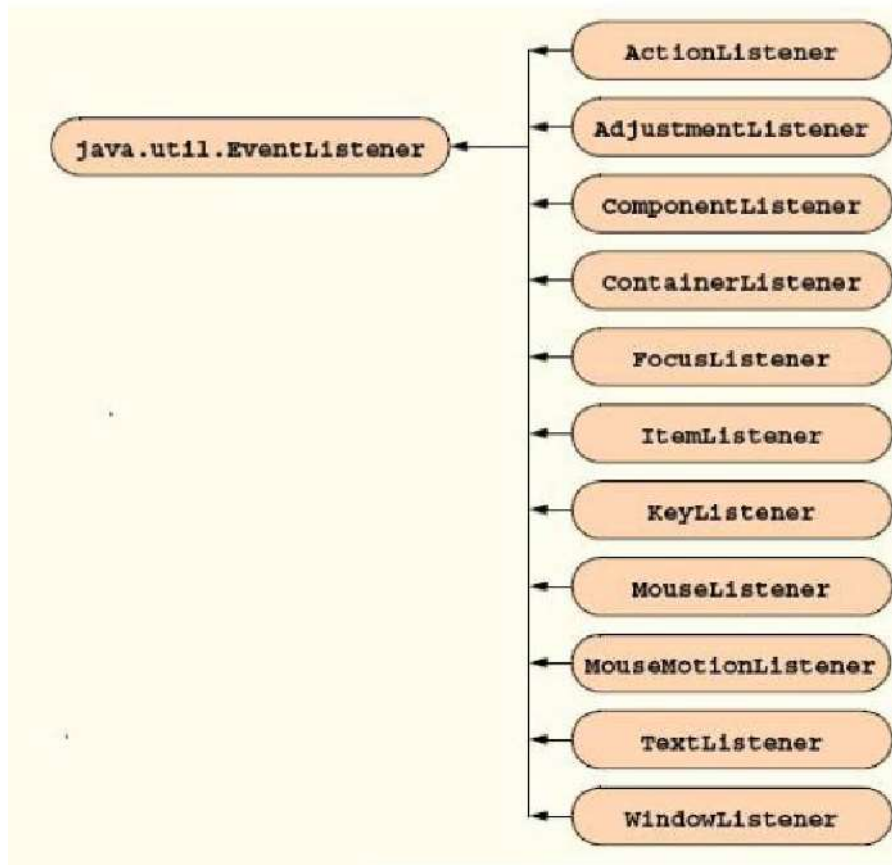 ActionListener
java.util.EventListener
AdjustmentListener
ComponentListener
ContainerListener
FocusListener
ItemListener
KeyListener
MouseListener
MouseMotionListener
TextListener
WindowListener